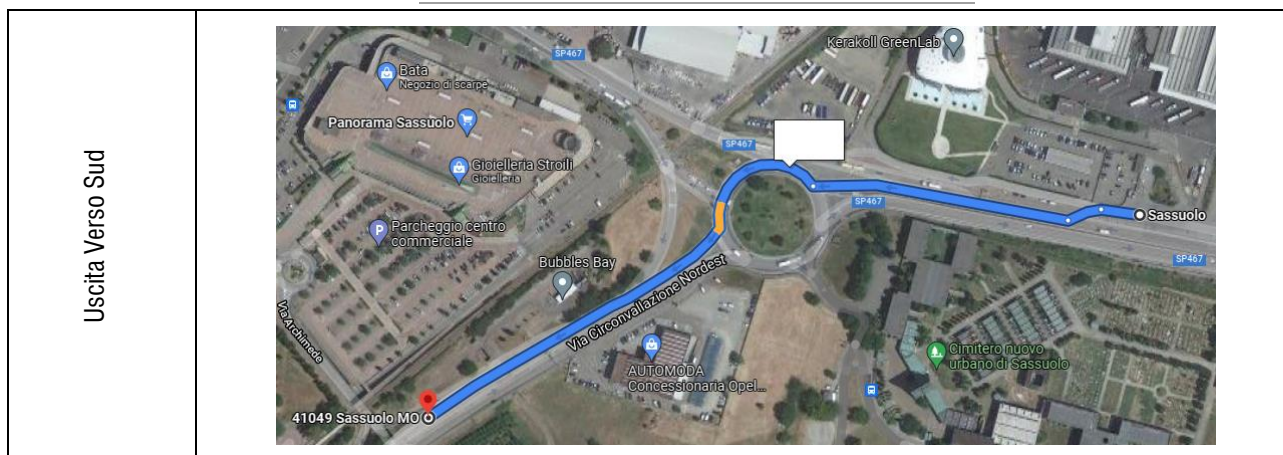 Uscita Verso Sud
SP467
Kerakoll GreenLab
Bata
Negozio di scarpe
Panorama Sassuolo
SP467
Gioielleria Stroili
Gioielleria
SP467
Sassuolo
Parcheggio centro
commerciale
SP467
Bubbles Bay
Via Circonvallazione Nordest
Via Archimede
Cimitero nuovo
urbano di Sassuolo
AUTOMODA
Concessionaria Opel...
41049 Sassuolo MO